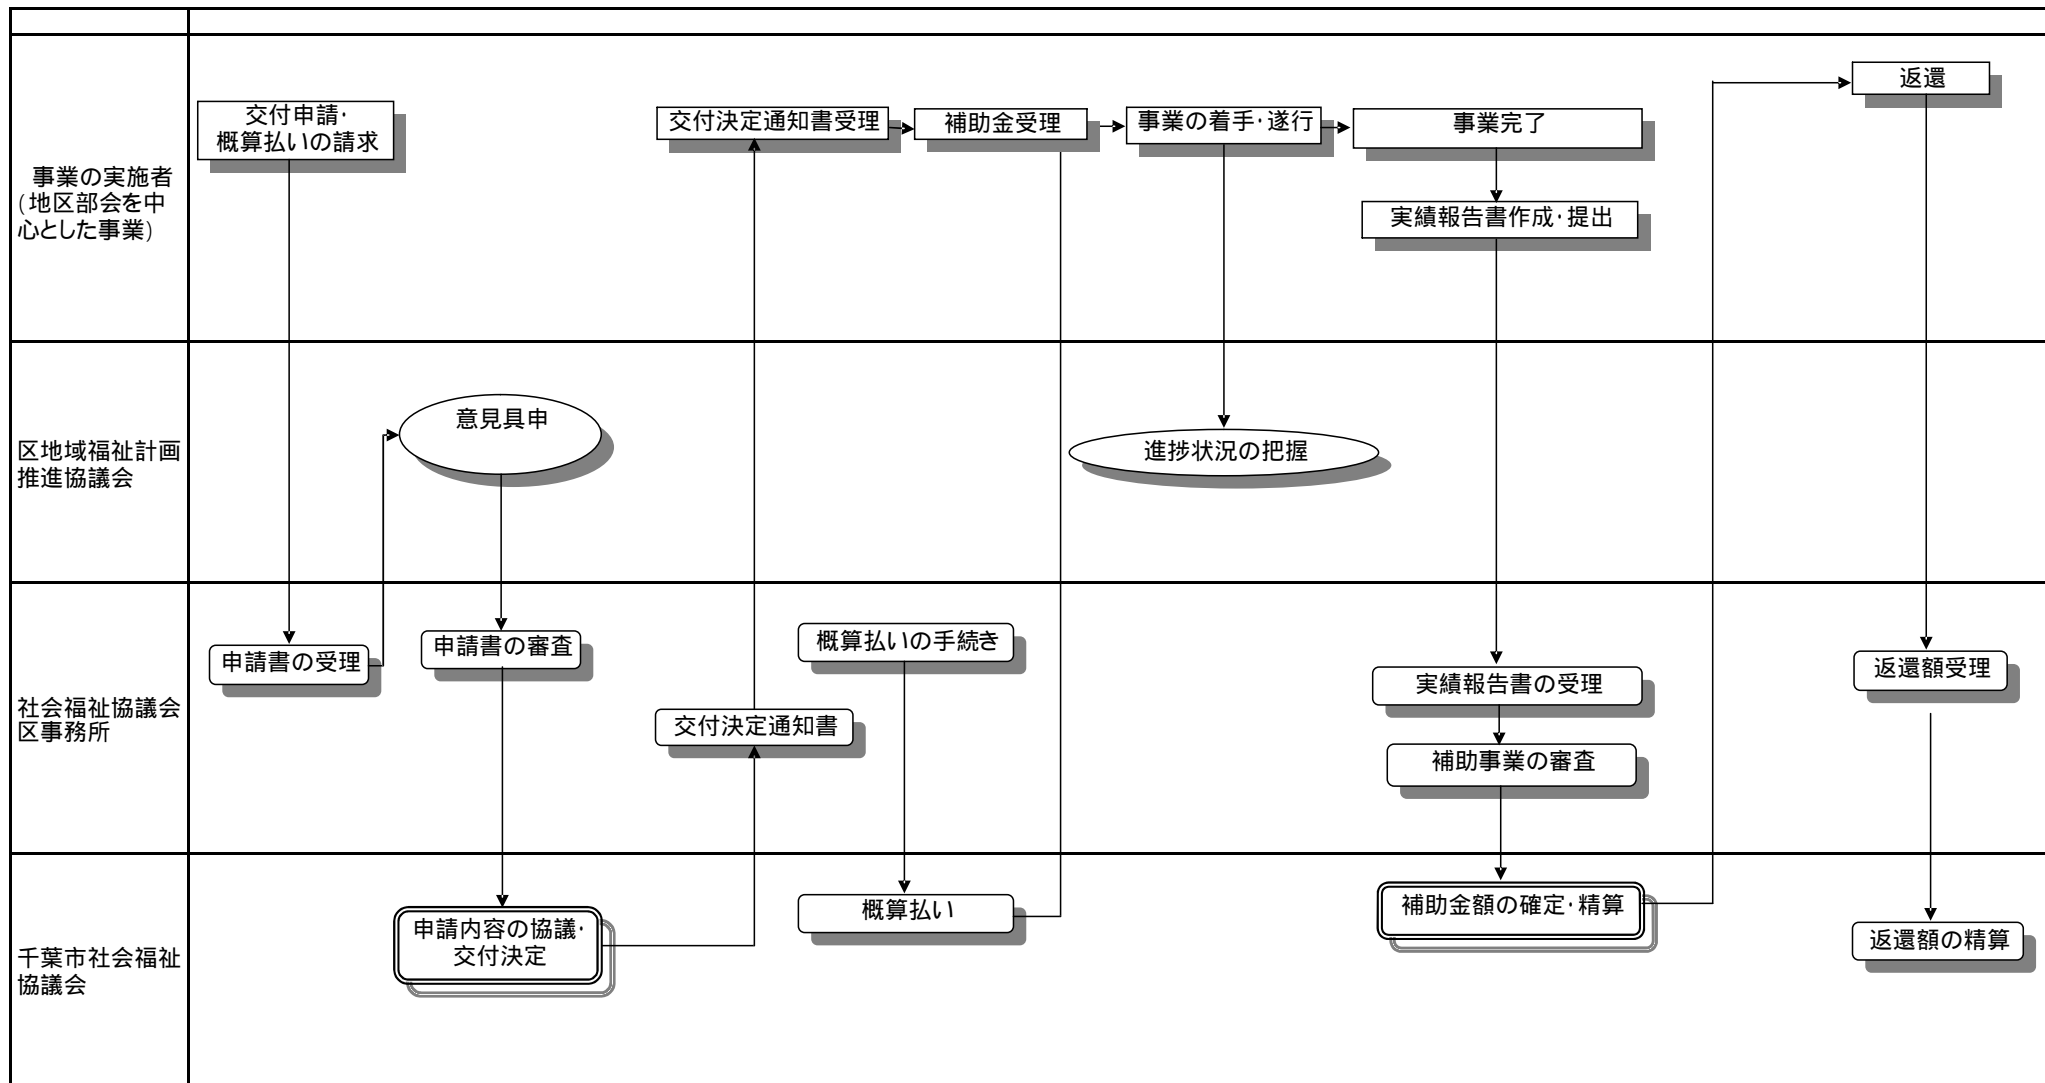 事業の実施者
(地区部会を中
心とした事業)
交付申請・
概算払いの請求
交付決定通知書受理
補助金受理
事業の着手・遂行
事業完了
実績報告書作成・提出
返還
区地域福祉計画
推進協議会
意見具申
進捗状況の把握
社会福祉協議会
区事務所
申請書の受理
申請書の審査
交付決定通知書
概算払いの手続き
実績報告書の受理
補助事業の審査
返還額受理
千葉市社会福祉
協議会
申請内容の協議・
交付決定
概算払い
補助金額の確定・精算
返還額の精算